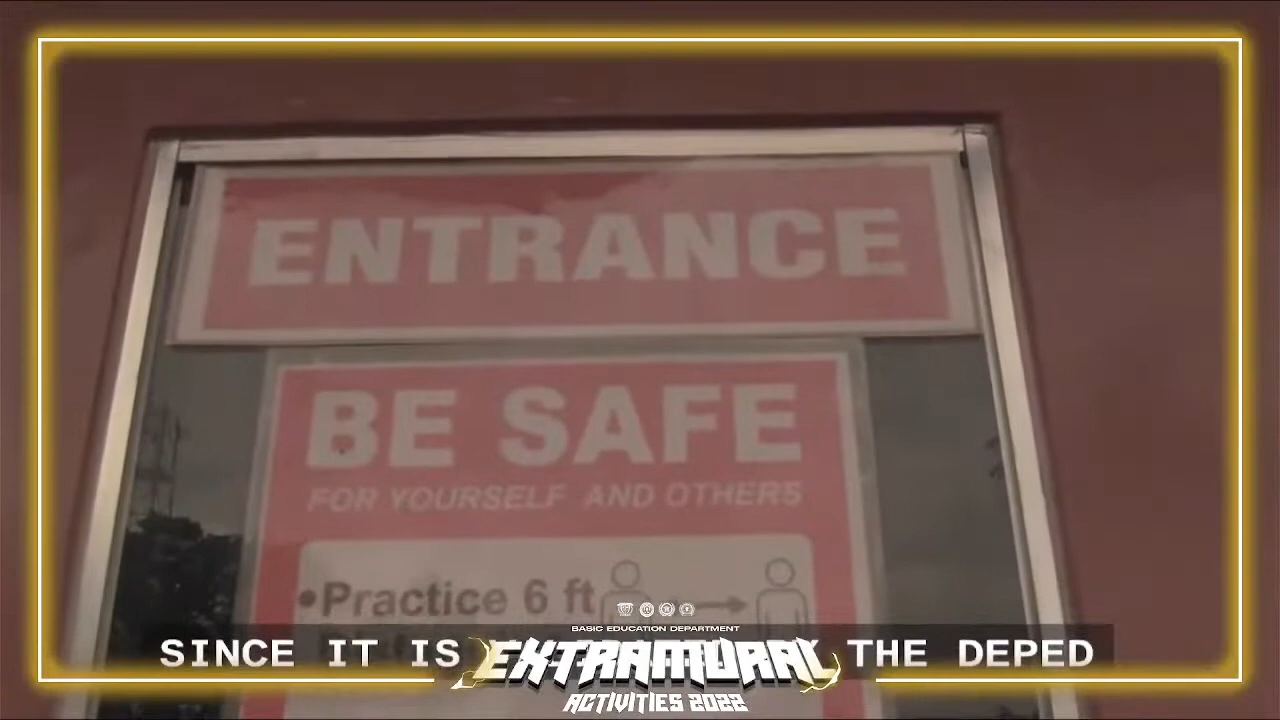 ENTRANCE
BE SAFE
FOR YOURSELF AND OTHERS
•Practice 6 ft
BASIC EDUCATION DEPARTMENT
SINCE IT IS
EXTRAMURAL
THE DEPED
ACTIVITIES 2022